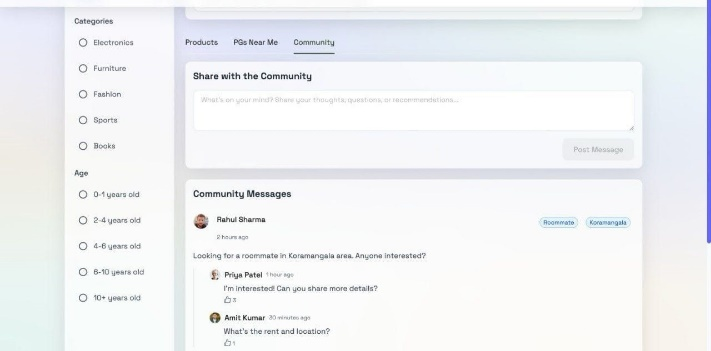 Categories
Electronics
Furniture
Fashion
Sports
Books
Age
0-1 years old
2-4 years old
4-6 years old
6-10 years old
10+ years old
Products PGs Near Me Community
Share with the Community
What's on your mind? Share your thoughts, questions, or recommendations...
Post Message
Community Messages
Rahul Sharma
2 hours ago
Roommate Koramangala
Looking for a roommate in Koramangala area. Anyone interested?
Priya Patel 1 hour ago
I'm interested! Can you share more details?
3
Amit Kumar 30 minutes ago
What's the rent and location?
1